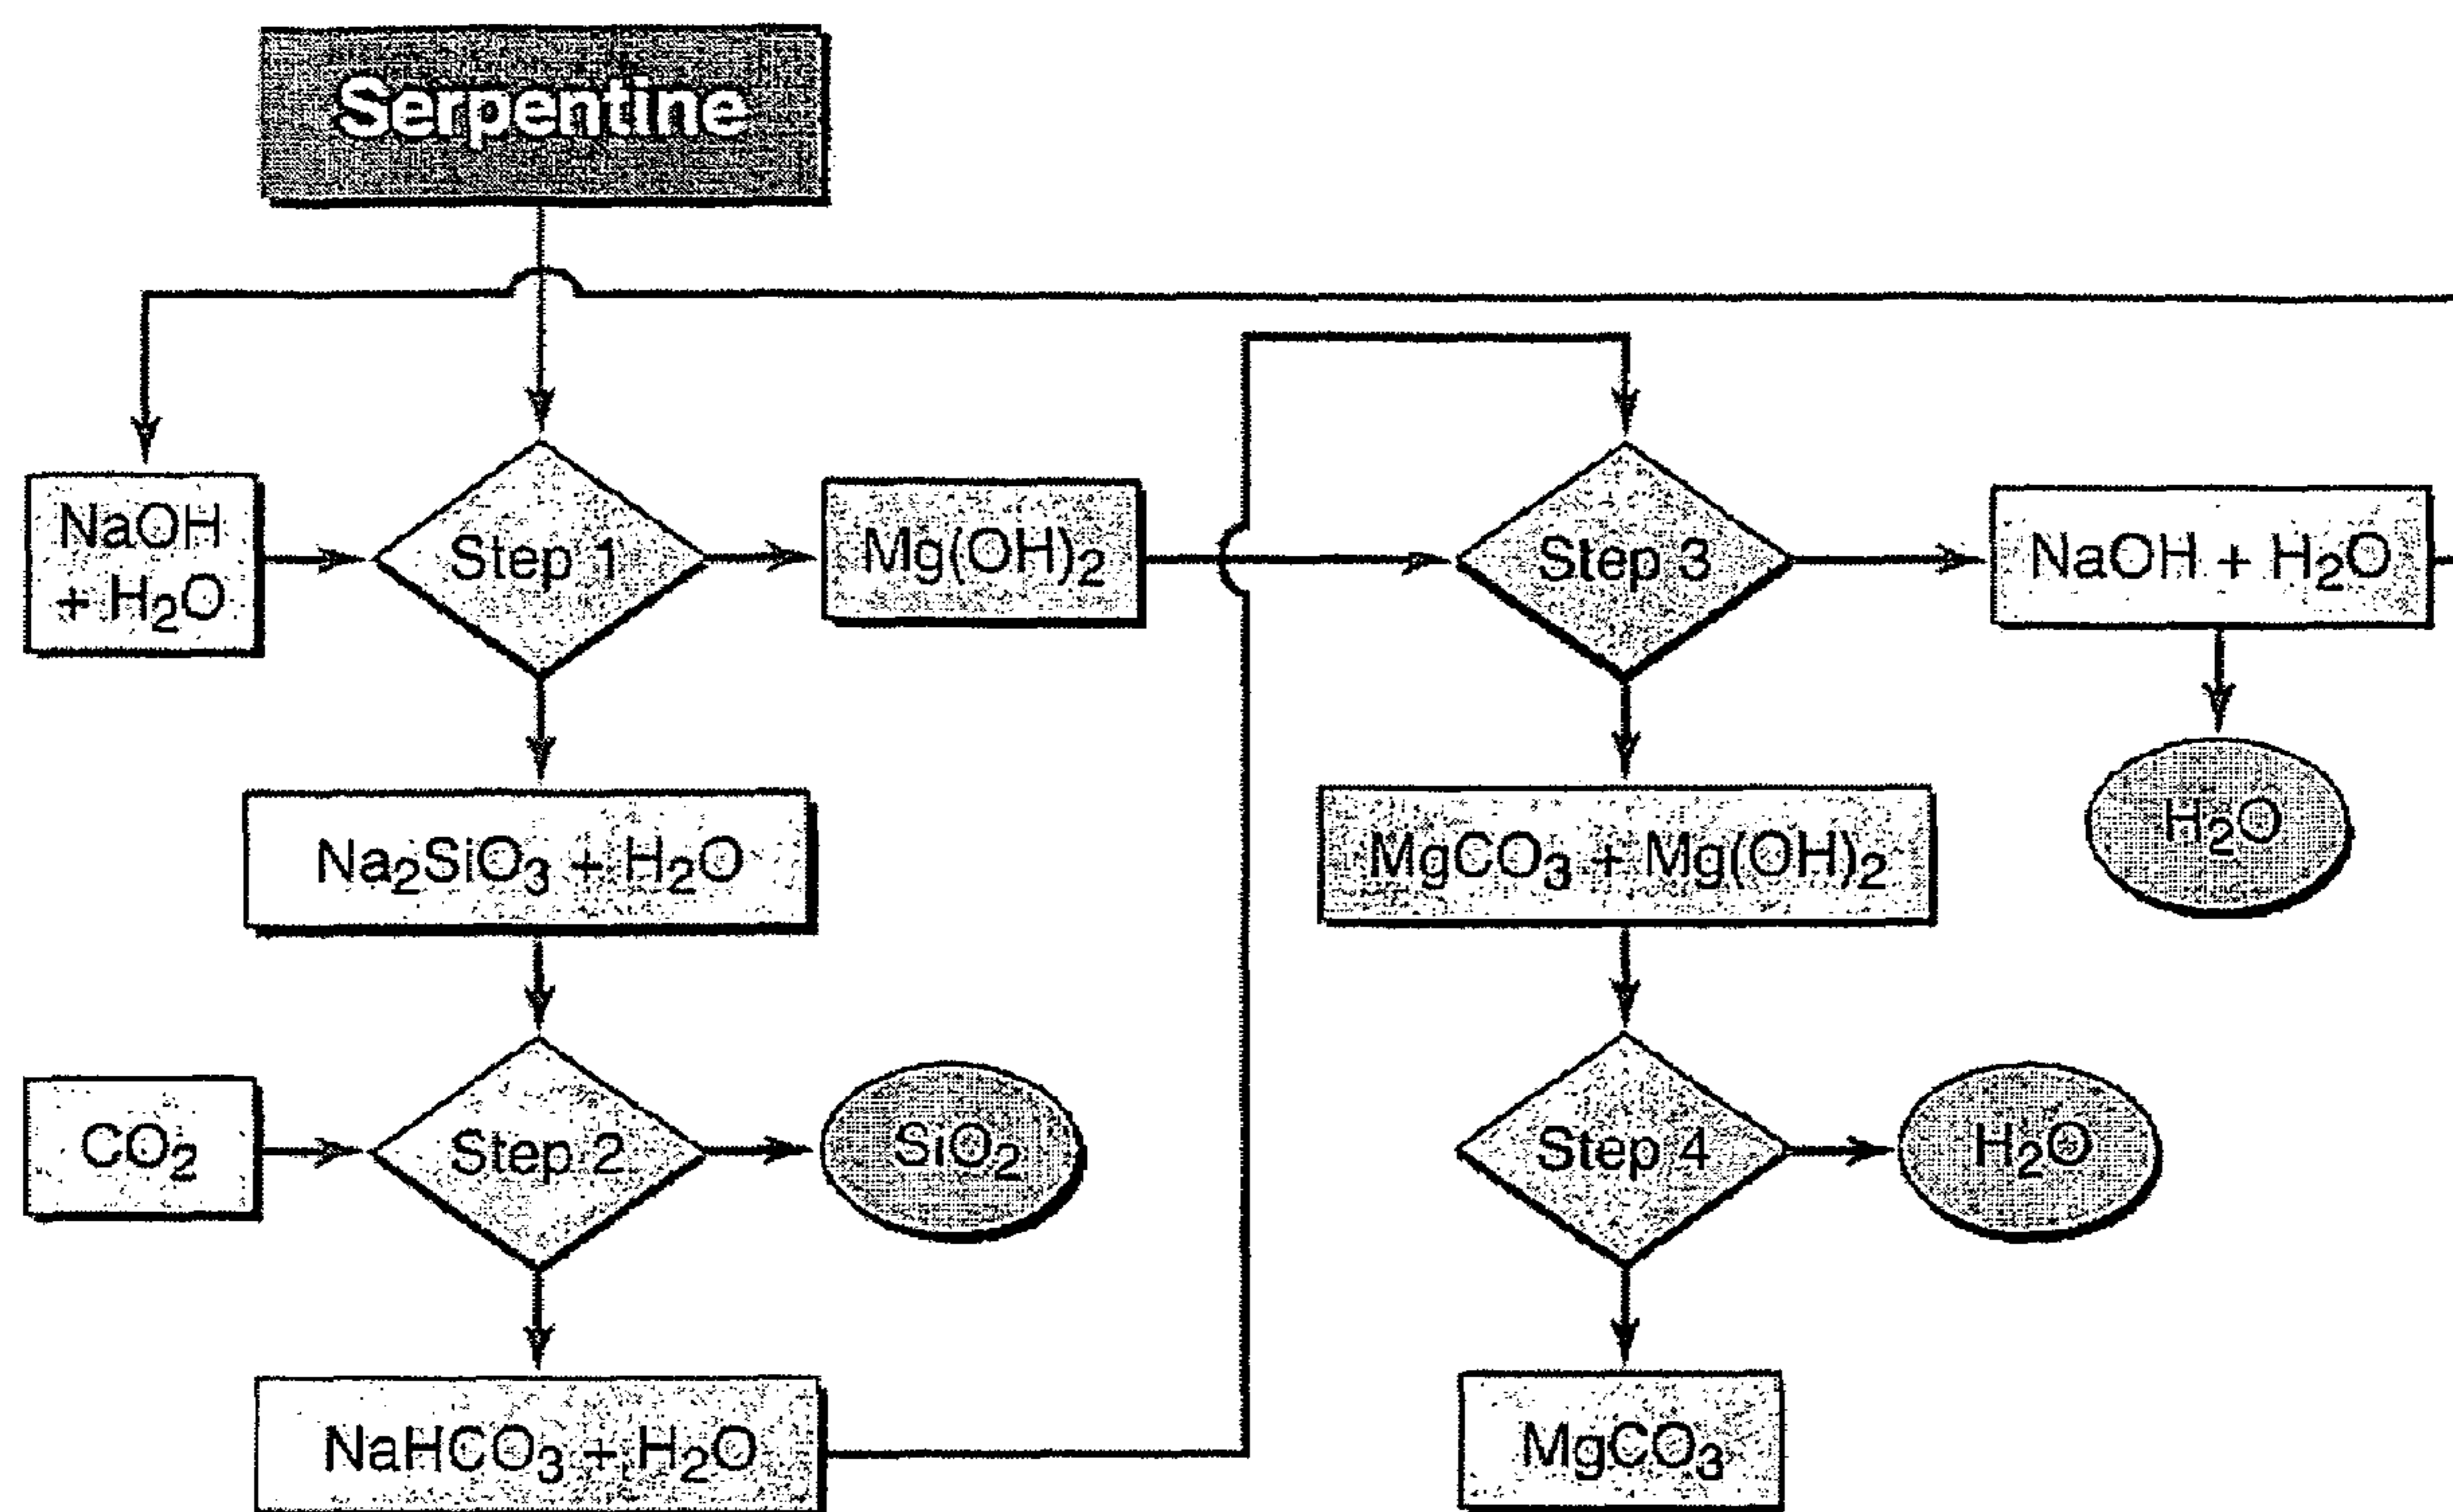 Serpentine
NaOH
+ H₂O
Step 1
Mg(OH)₂
Step 3
NaOH + H₂O
Na₂SiO₃ + H₂O
MgCO₃ + Mg(OH)₂
H₂O
CO₂
Step 2
SiO₂
Step 4
H₂O
NaHCO₃ + H₂O
MgCO₃